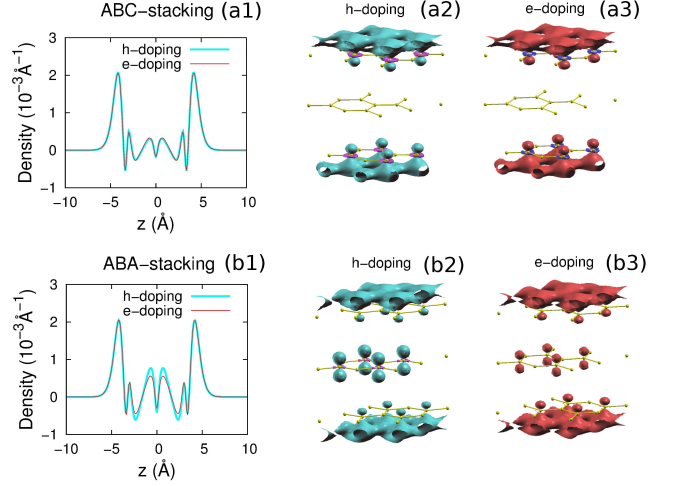 ABC−stacking (a1)
h−doping (a2)
e−doping (a3)
3
2
1
0
−1
Density (10⁻³Å⁻¹)
h−doping
e−doping
−10 −5 0 5 10
z (Å)
ABA−stacking (b1)
h−doping (b2)
e−doping (b3)
3
2
1
0
−1
Density (10⁻³Å⁻¹)
h−doping
e−doping
−10 −5 0 5 10
z (Å)